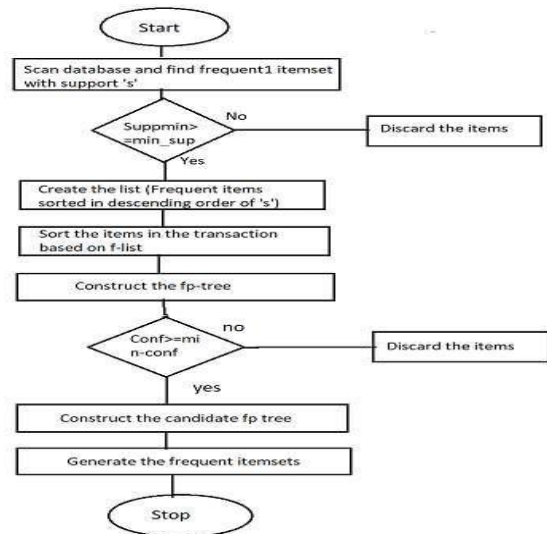 Start
Scan database and find frequent1 itemset
with support 's'
Suppmin>
=min_sup
No
Discard the items
Yes
Create the list (Frequent items
sorted in descending order of 's')
Sort the items in the transaction
based on f-list
Construct the fp-tree
Conf>=mi
n-conf
no
Discard the items
yes
Construct the candidate fp tree
Generate the frequent itemsets
Stop